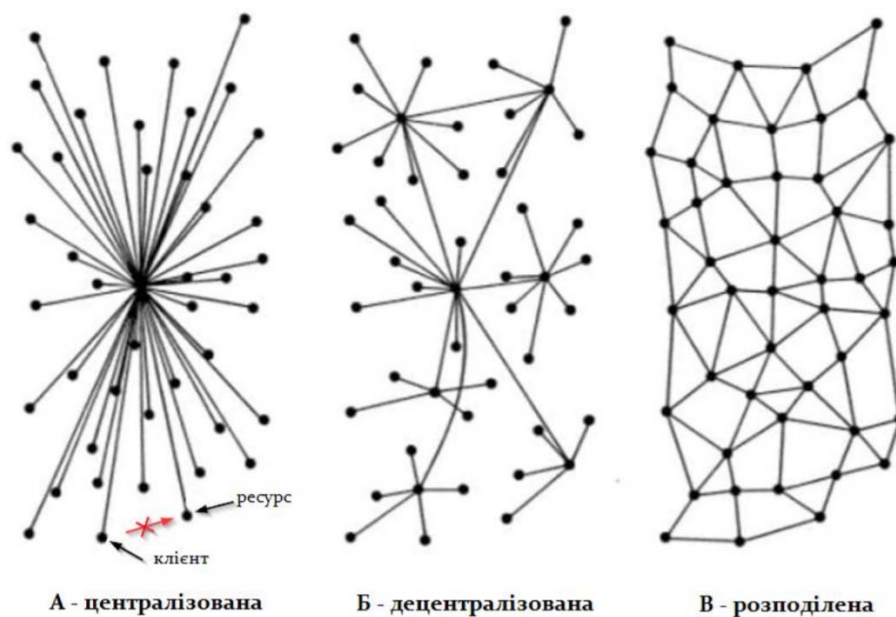 ресурс
клієнт
А - централізована
Б - децентралізована
В - розподілена